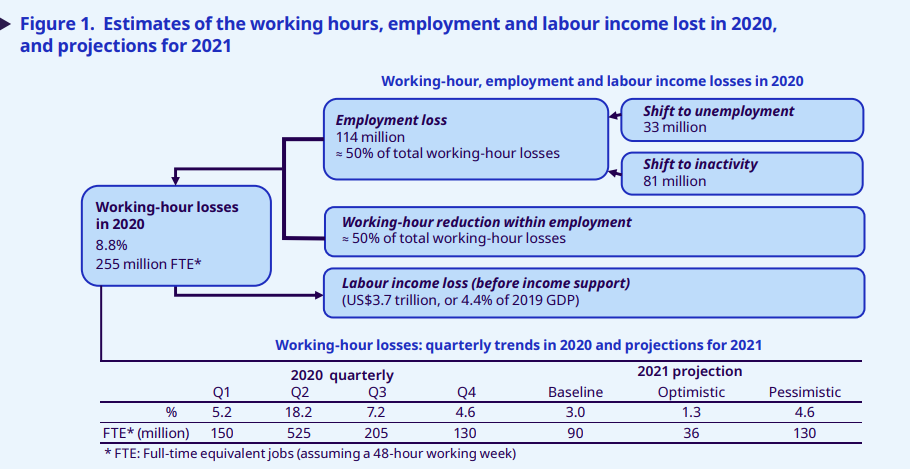 Figure 1. Estimates of the working hours, employment and labour income lost in 2020,
and projections for 2021
Working-hour, employment and labour income losses in 2020
Employment loss
114 million
≈ 50% of total working-hour losses
Shift to unemployment
33 million
Shift to inactivity
81 million
Working-hour losses
in 2020
8.8%
255 million FTE*
Working-hour reduction within employment
≈ 50% of total working-hour losses
Labour income loss (before income support)
(US$3.7 trillion, or 4.4% of 2019 GDP)
Working-hour losses: quarterly trends in 2020 and projections for 2021
2020 quarterly 2021 projection
Q1 Q2 Q3 Q4 Baseline Optimistic Pessimistic
% 5.2 18.2 7.2 4.6 3.0 1.3 4.6
FTE* (million) 150 525 205 130 90 36 130
* FTE: Full-time equivalent jobs (assuming a 48-hour working week)